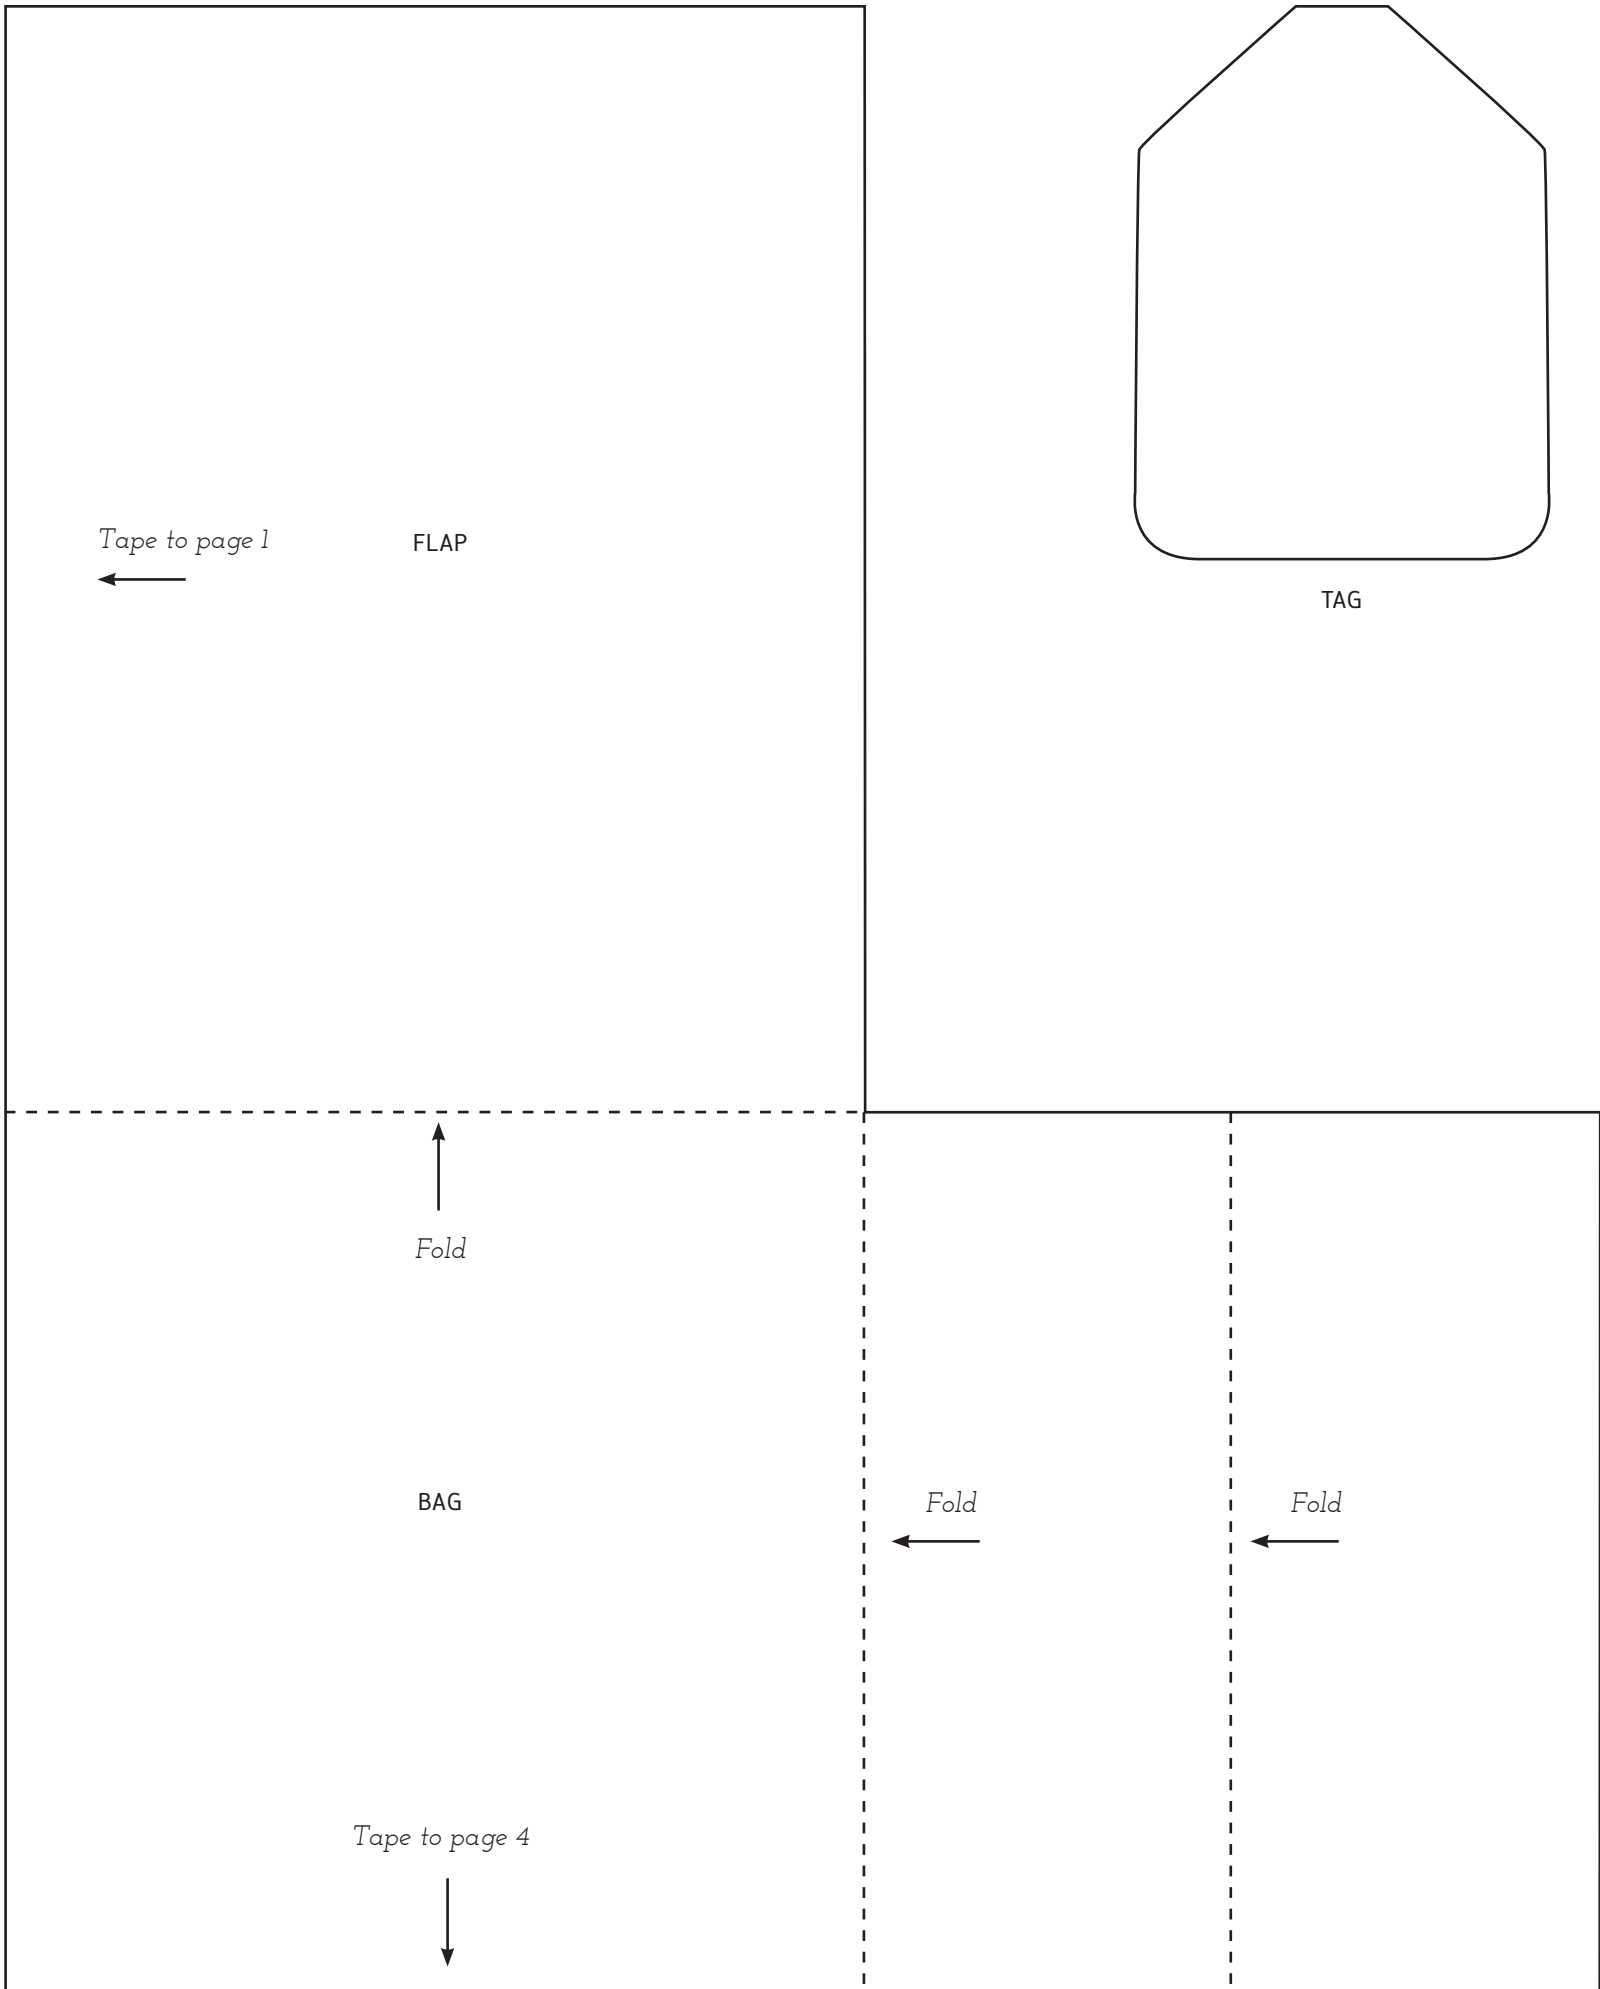 Tape to page 1
FLAP
TAG
Fold
BAG
Fold
Fold
Tape to page 4